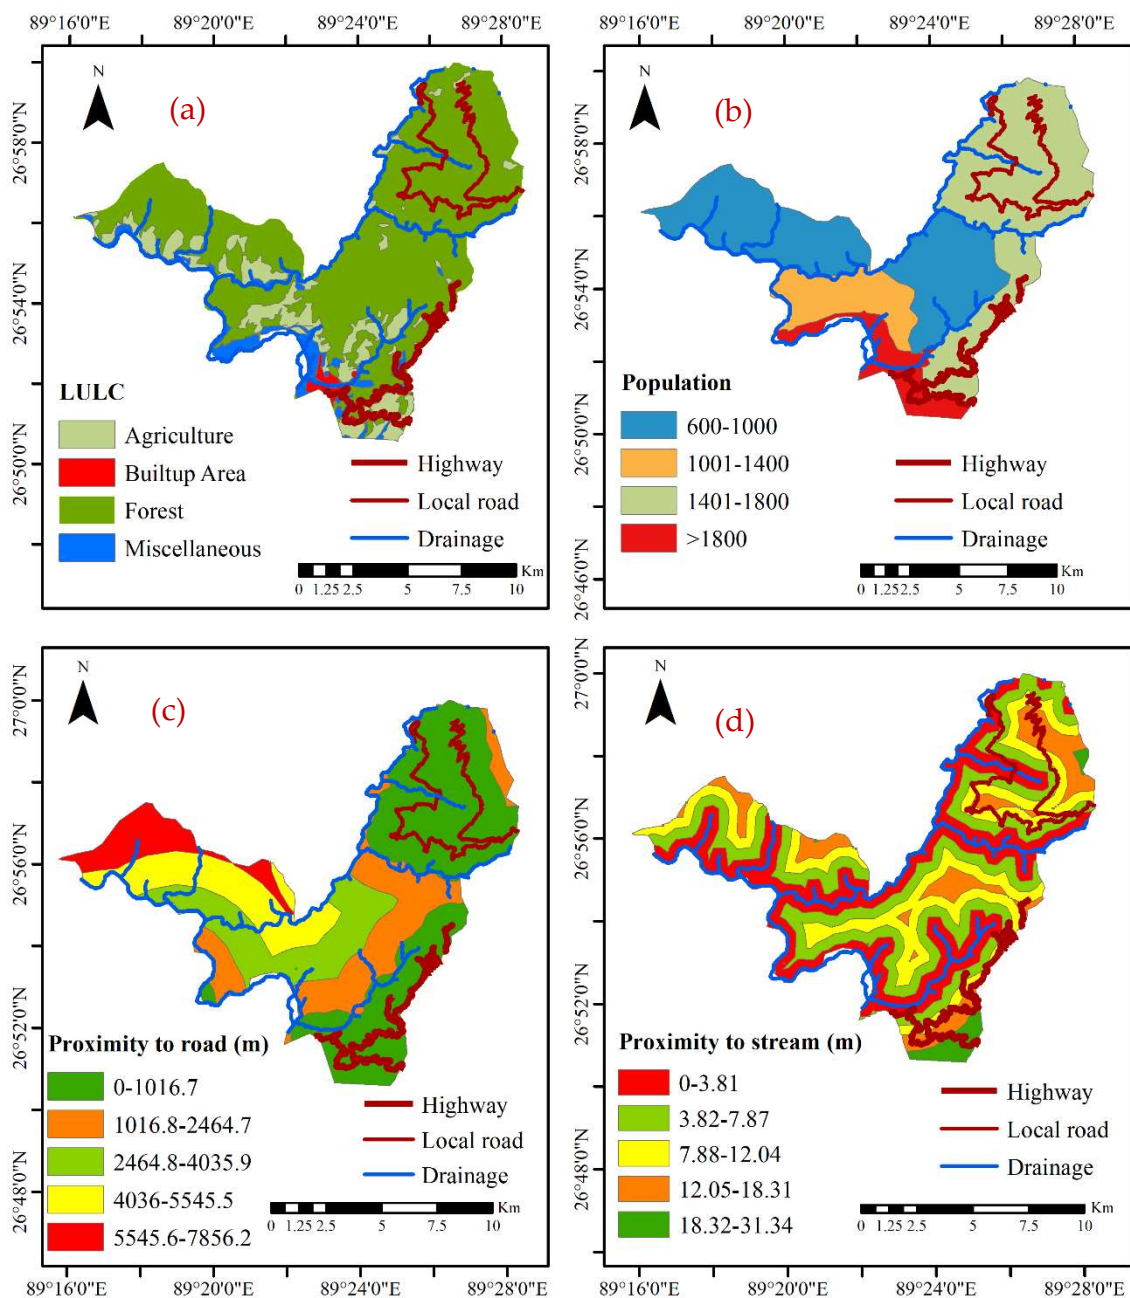 89°16'0"E 89°20'0"E 89°24'0"E 89°28'0"E
89°16'0"E 89°20'0"E 89°24'0"E 89°28'0"E
N
(a)
26°58'0"N
26°54'0"N
26°50'0"N
LULC
Agriculture
Builtup Area
Forest
Miscellaneous
Highway
Local road
Drainage
0 1.25 2.5 5 7.5 10 Km
N
(b)
26°58'0"N
26°54'0"N
26°50'0"N
26°46'0"N
Population
600-1000
1001-1400
1401-1800
>1800
Highway
Local road
Drainage
0 1.25 2.5 5 7.5 10 Km
N
(c)
27°0'0"N
26°56'0"N
26°52'0"N
26°48'0"N
Proximity to road (m)
0-1016.7
1016.8-2464.7
2464.8-4035.9
4036-5545.5
5545.6-7856.2
Highway
Local road
Drainage
0 1.25 2.5 5 7.5 10 Km
N
(d)
27°0'0"N
26°56'0"N
26°52'0"N
26°48'0"N
Proximity to stream (m)
0-3.81
3.82-7.87
7.88-12.04
12.05-18.31
18.32-31.34
Highway
Local road
Drainage
0 1.25 2.5 5 7.5 10 Km
89°16'0"E 89°20'0"E 89°24'0"E 89°28'0"E
89°16'0"E 89°20'0"E 89°24'0"E 89°28'0"E